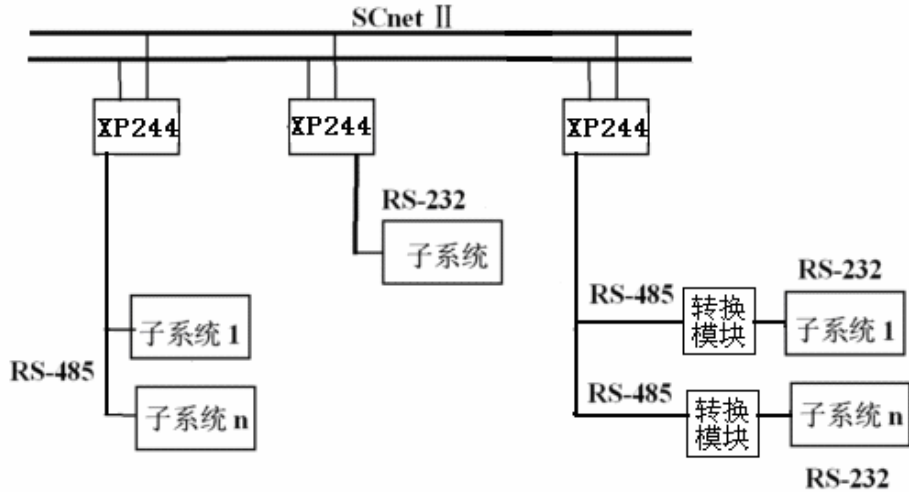 SCnet Ⅱ
XP244
XP244
XP244
RS-232
子系统
RS-485
子系统 1
子系统 n
RS-485
转换
模块
RS-232
子系统 1
RS-485
转换
模块
子系统 n
RS-232